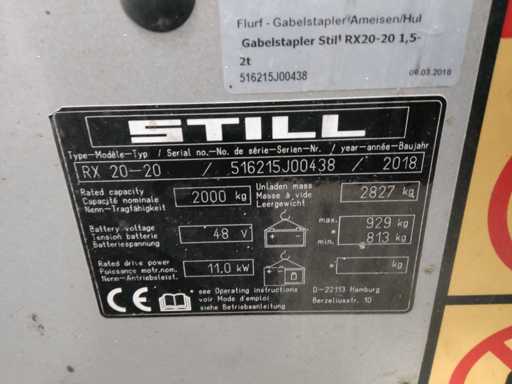 Flurf - Gabelstapler/Ameisen/Hul
Gabelstapler Still RX20-20 1,5-
2t
516215J00438
09.03.2018
STILL
Type-Modèle-Typ / Serial no.-No. de série-Serien-Nr. / year-année-Baujahr
RX 20-20 / 516215J00438 / 2018
Rated capacity
Capacité nominale
Nenn-Tragfähigkeit
2000 kg
Unladen mass
Masse à vide
Leergewicht
2827 kg
Battery voltage
Tension batterie
Batteriespannung
48 V
max. * 929 kg
min. * 813 kg
Rated drive power
Puissance motr.nom.
Nenn-Antriebsleist.
11.0 kW
* kg
CE
* see Operating instructions
voir Mode d'emploi
siehe Betriebsanleitung
D-22113 Hamburg
Berzeliusstr. 10